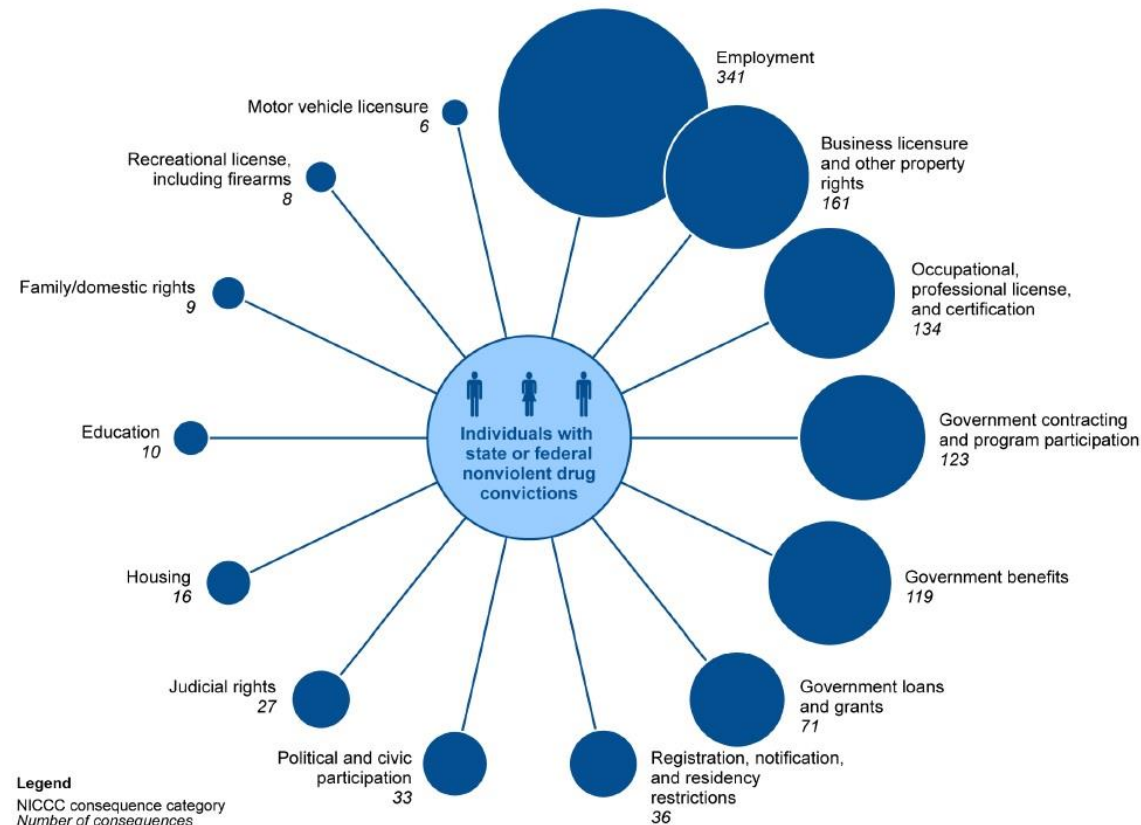 Employment
341
Business licensure
and other property
rights
161
Occupational,
professional license,
and certification
134
Government contracting
and program participation
123
Government benefits
119
Government loans
and grants
71
Registration, notification,
and residency
restrictions
36
Political and civic
participation
33
Judicial rights
27
Housing
16
Education
10
Family/domestic rights
9
Recreational license,
including firearms
8
Motor vehicle licensure
6
Individuals with
state or federal
nonviolent drug
convictions
Legend
NICCC consequence category
Number of consequences